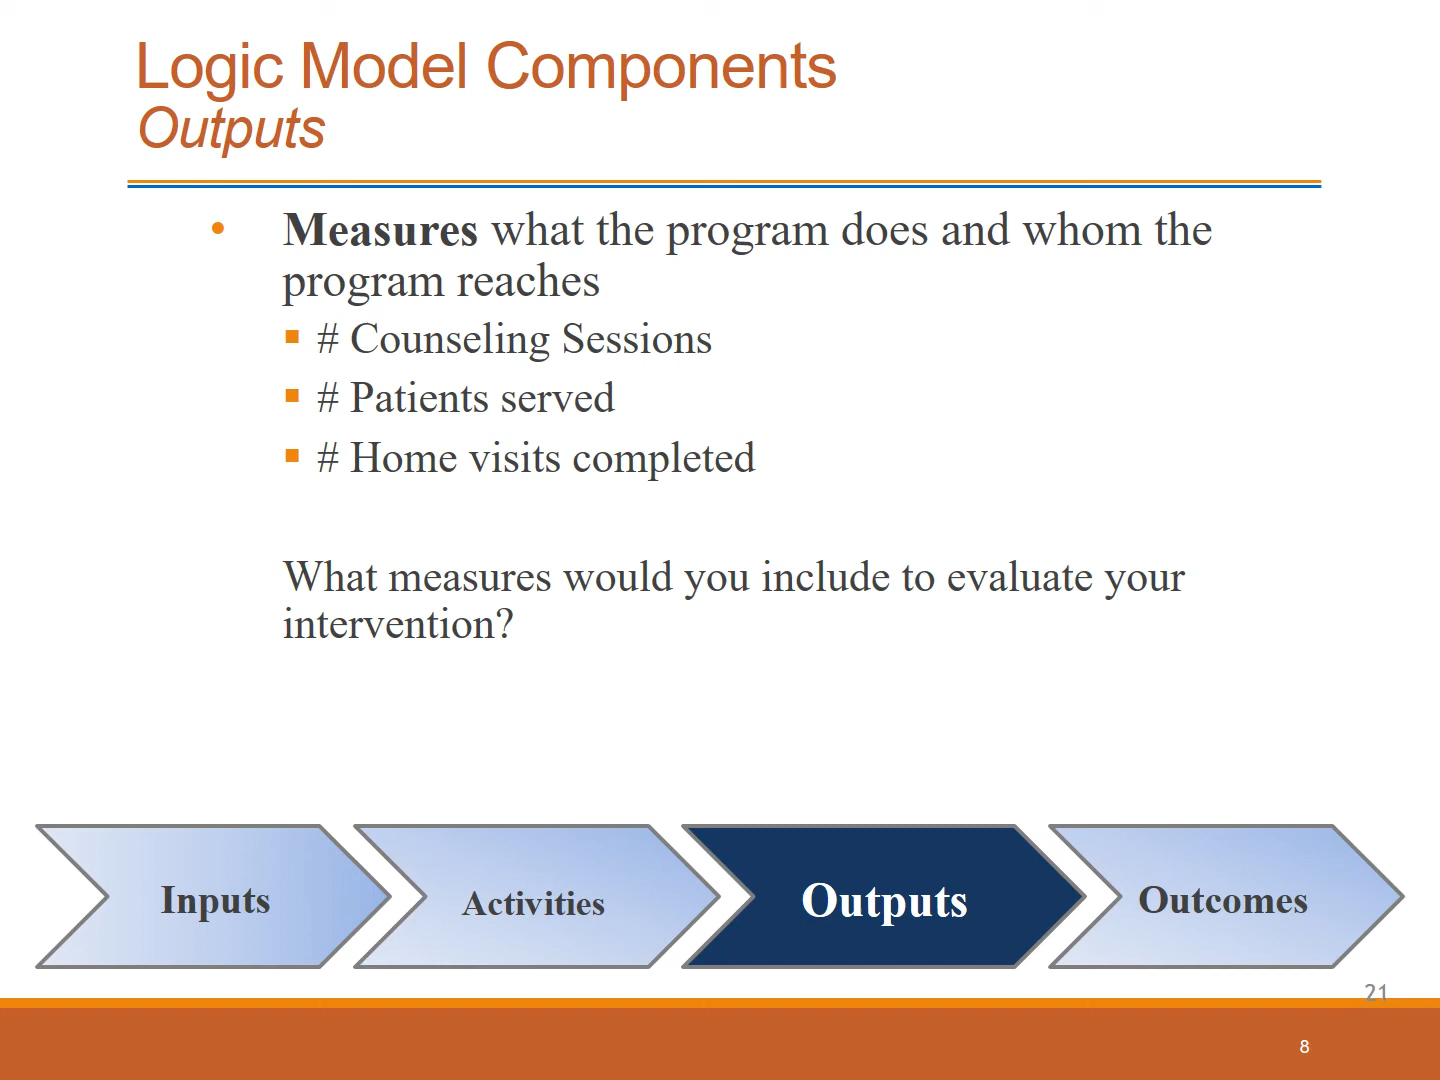 Logic Model Components
Outputs
• Measures what the program does and whom the
program reaches
▪ # Counseling Sessions
▪ # Patients served
▪ # Home visits completed
What measures would you include to evaluate your
intervention?
Inputs
Activities
Outputs
Outcomes
21
8